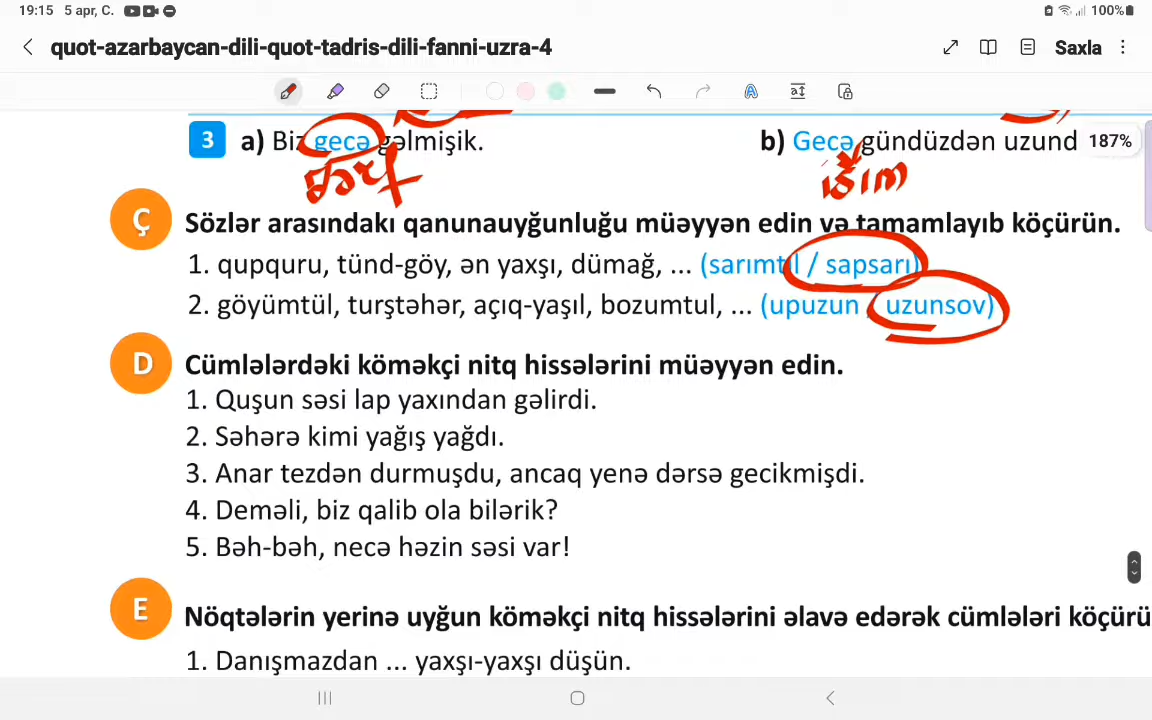 19:15 5 apr, C. 100%
quot-azarbaycan-dili-quot-tadris-dili-fanni-uzra-4 Saxla
3 a) Biz gecə gəlmişik. b) Gecə gündüzdən uzund 187%
zərf isim
Ç Sözlər arasındakı qanunauyğunluğu müəyyən edin və tamamlayıb köçürün.
1. qupquru, tünd-göy, ən yaxşı, dümağ, ... (sarımtıl / sapsarı)
2. göyümtül, turştəhər, açıq-yaşıl, bozumtul, ... (upuzun / uzunsov)
D Cümlələrdəki köməkçi nitq hissələrini müəyyən edin.
1. Quşun səsi lap yaxından gəlirdi.
2. Səhərə kimi yağış yağdı.
3. Anar tezdən durmuşdu, ancaq yenə dərsə gecikmişdi.
4. Deməli, biz qalib ola bilərik?
5. Bəh-bəh, necə həzin səsi var!
E Nöqtələrin yerinə uyğun köməkçi nitq hissələrini əlavə edərək cümlələri köçürü
1. Danışmazdan ... yaxşı-yaxşı düşün.